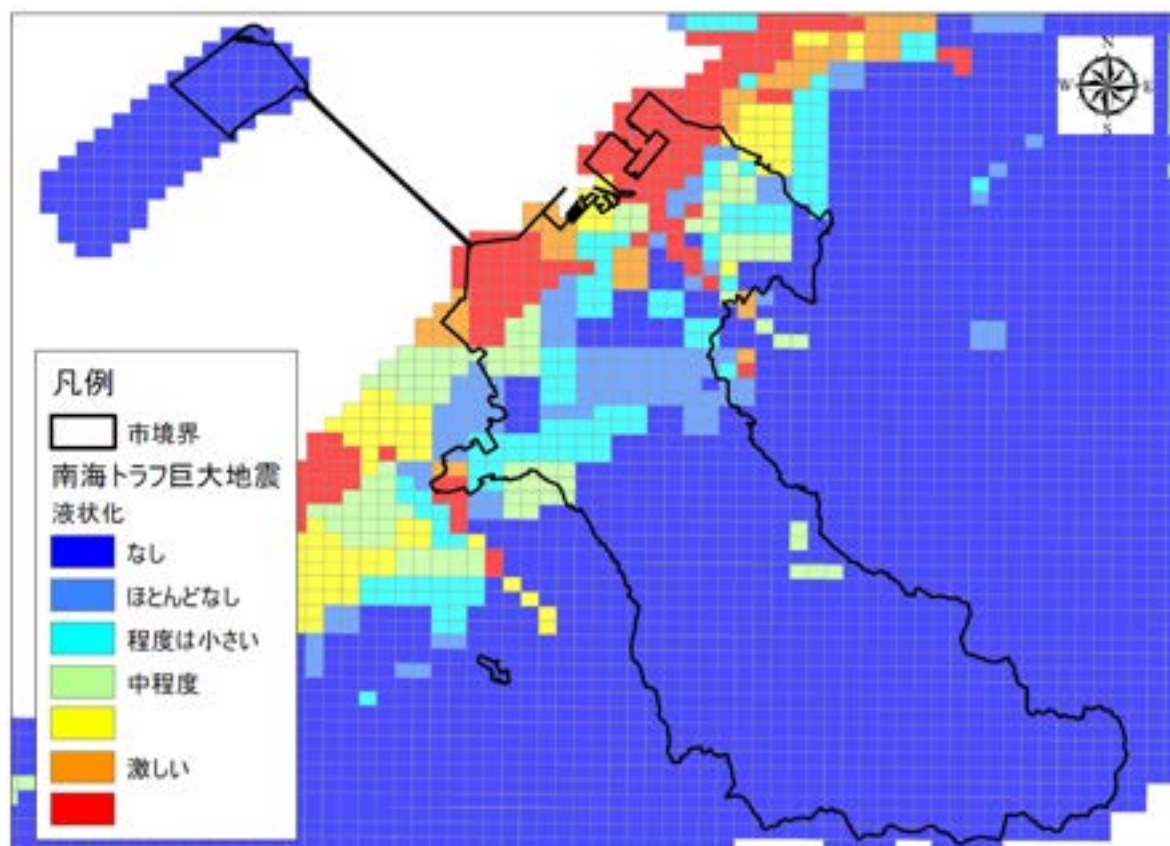 N
W
E
S
凡例
市境界
南海トラフ巨大地震
液状化
なし
ほとんどなし
程度は小さい
中程度
激しい